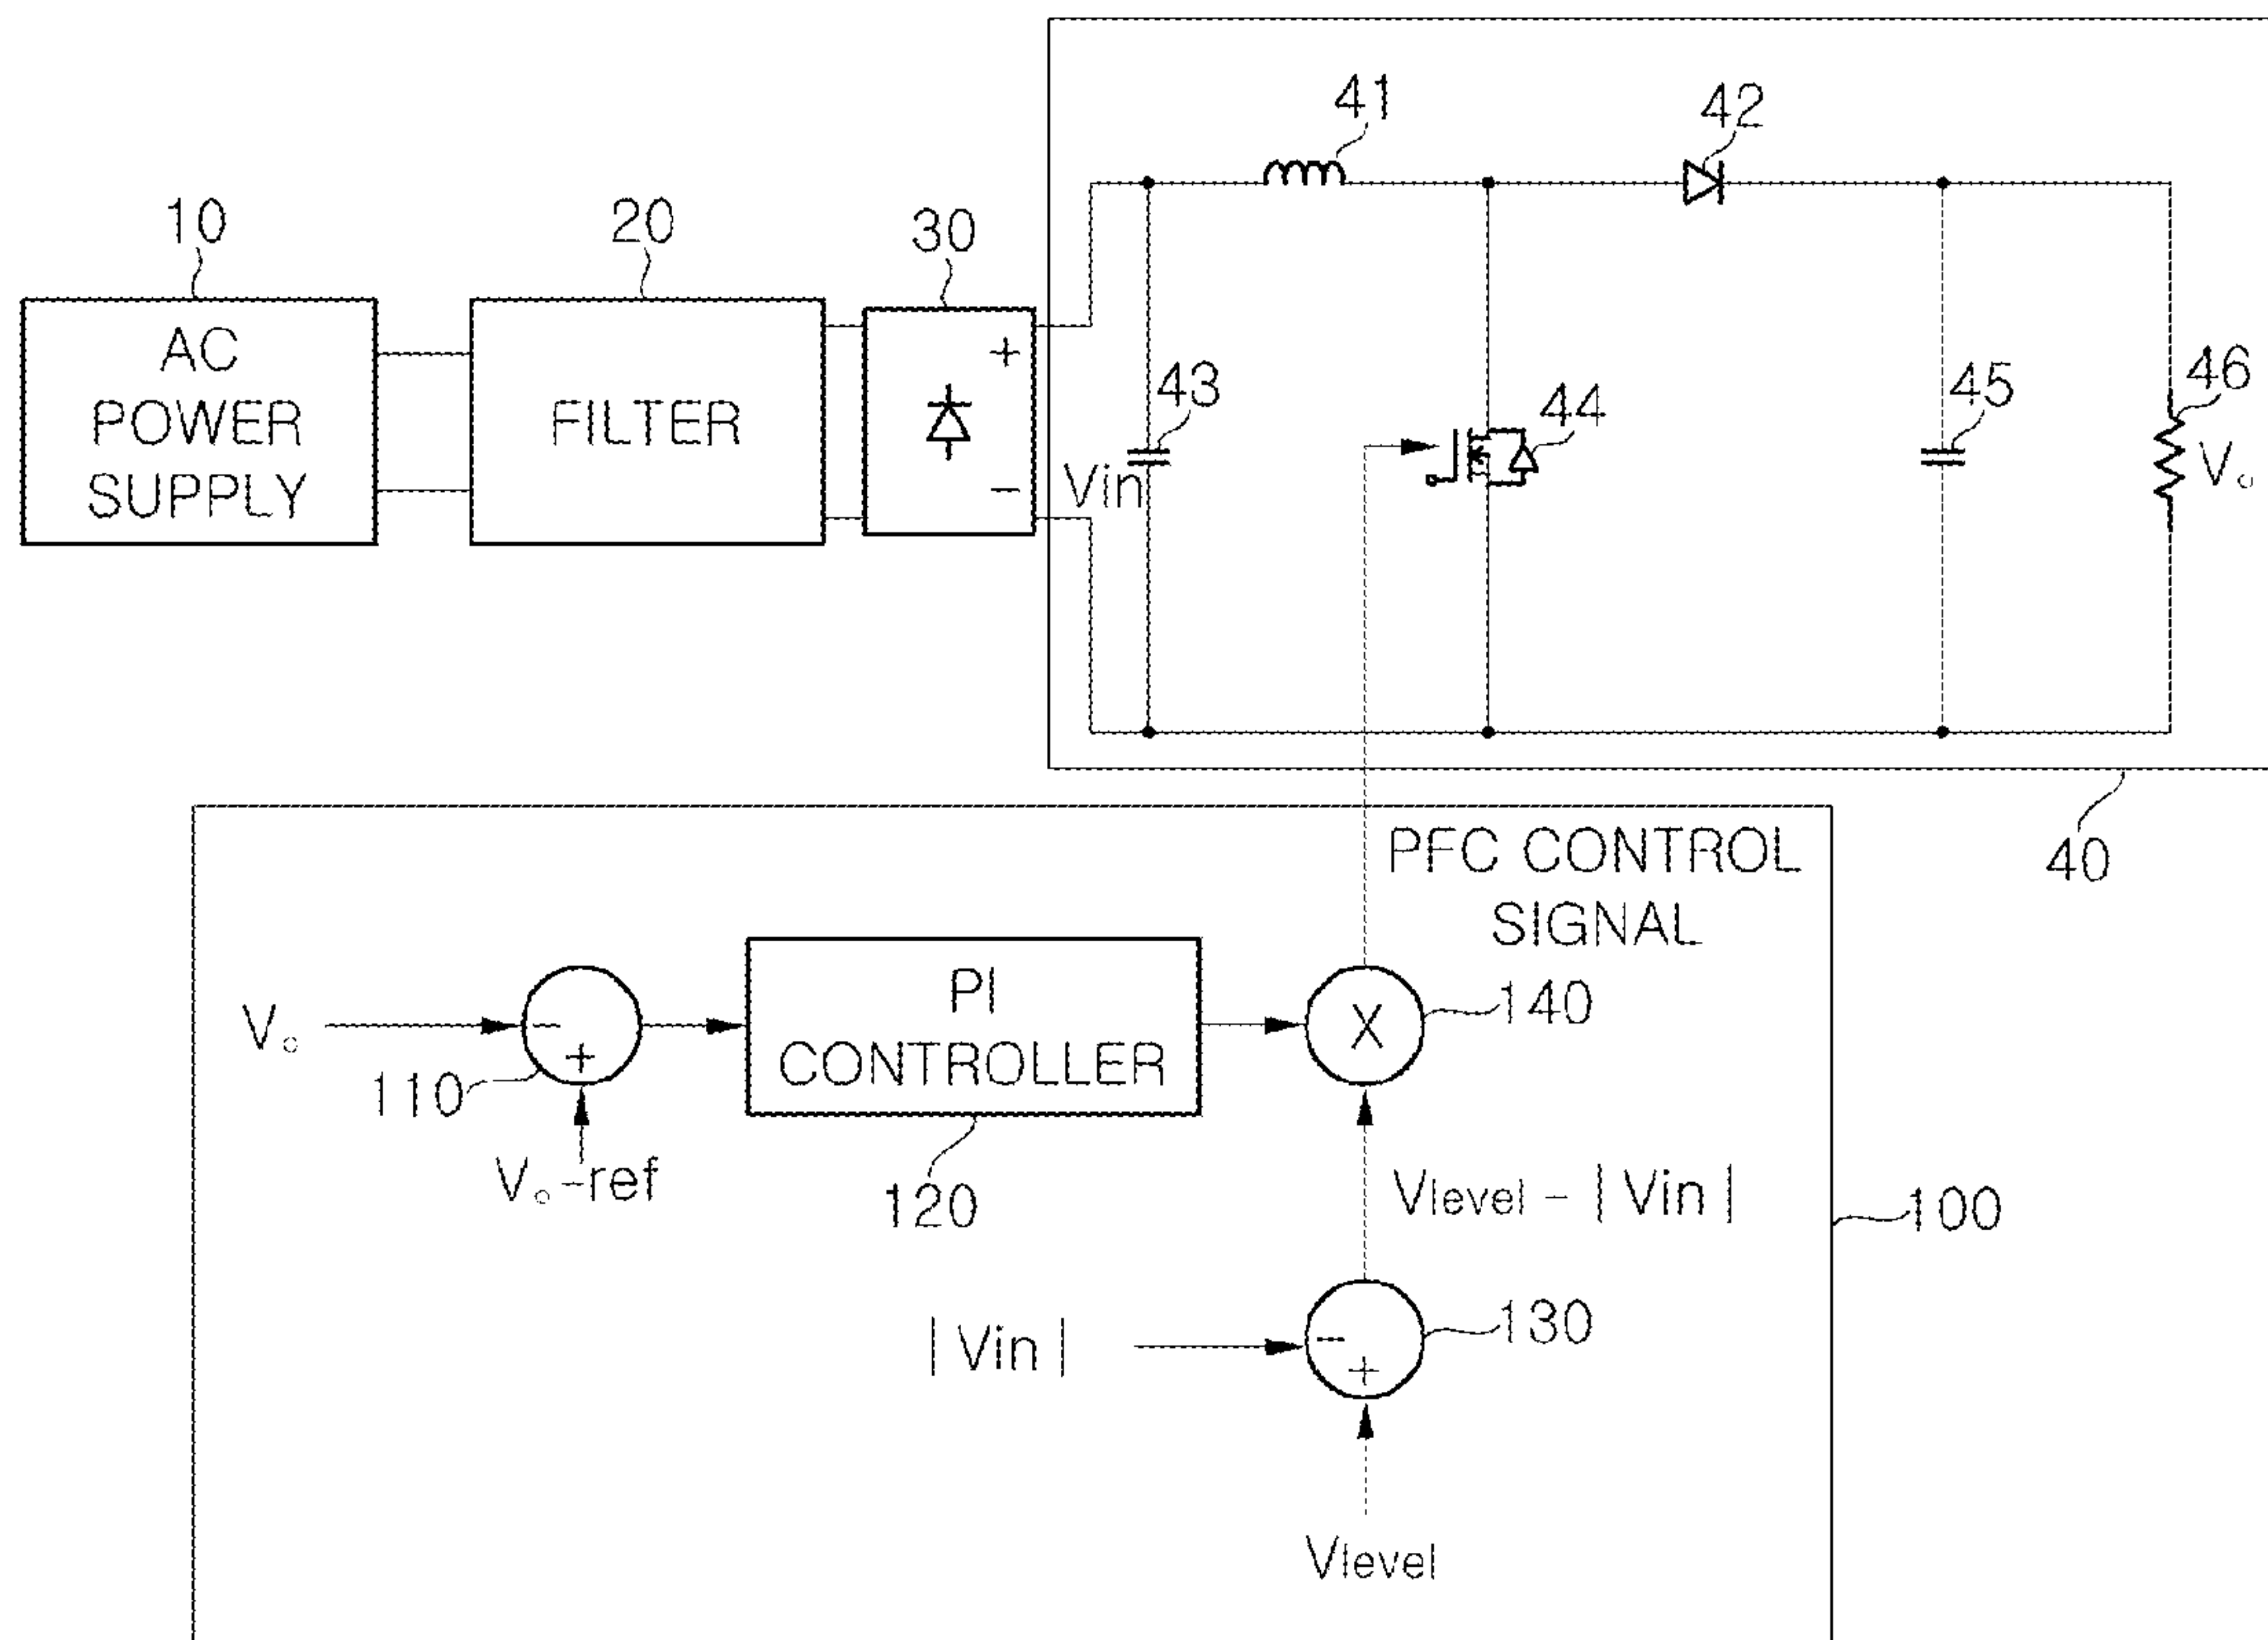 41
42
10
20
30
AC
POWER
SUPPLY
FILTER
+
−
Vin
43
44
45
46
Vo
40
PFC CONTROL
SIGNAL
Vo
−
+
110
Vo-ref
PI
CONTROLLER
120
X
140
Vlevel - | Vin |
100
| Vin |
−
+
130
Vlevel